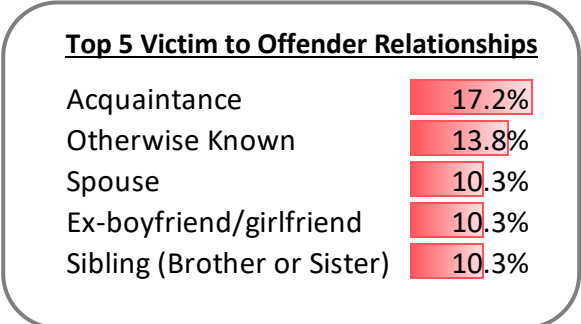 Top 5 Victim to Offender Relationships
Acquaintance 17.2%
Otherwise Known 13.8%
Spouse 10.3%
Ex-boyfriend/girlfriend 10.3%
Sibling (Brother or Sister) 10.3%